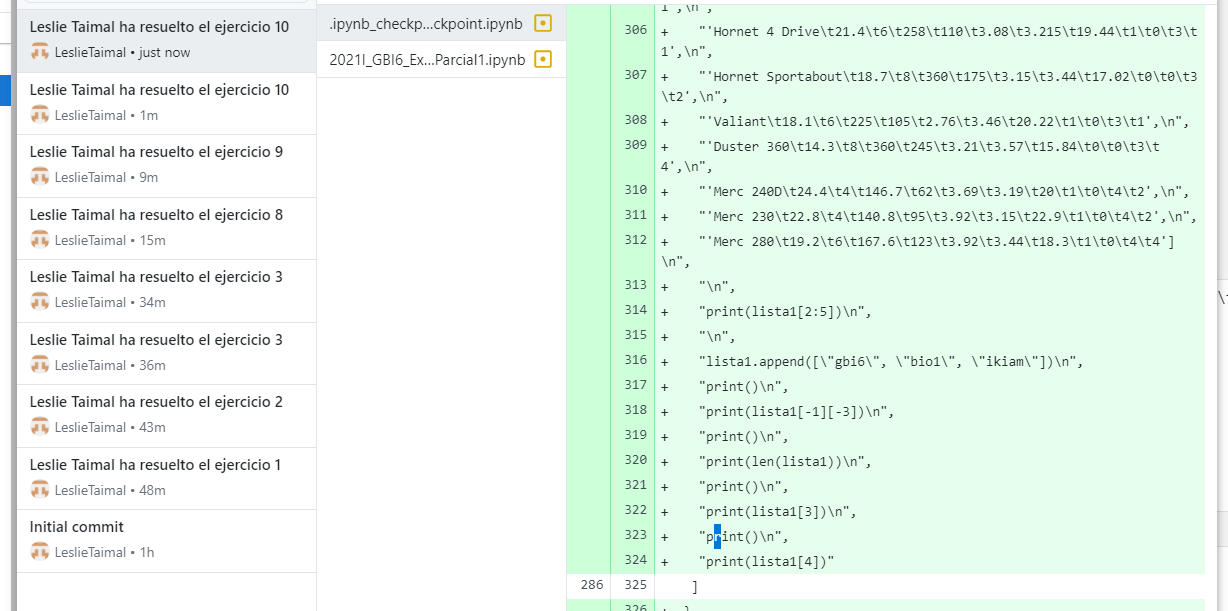 Leslie Taimal ha resuelto el ejercicio 10
LeslieTaimal • just now
Leslie Taimal ha resuelto el ejercicio 10
LeslieTaimal • 1m
Leslie Taimal ha resuelto el ejercicio 9
LeslieTaimal • 9m
Leslie Taimal ha resuelto el ejercicio 8
LeslieTaimal • 15m
Leslie Taimal ha resuelto el ejercicio 3
LeslieTaimal • 34m
Leslie Taimal ha resuelto el ejercicio 3
LeslieTaimal • 36m
Leslie Taimal ha resuelto el ejercicio 2
LeslieTaimal • 43m
Leslie Taimal ha resuelto el ejercicio 1
LeslieTaimal • 48m
Initial commit
LeslieTaimal • 1h
.ipynb_checkp...ckpoint.ipynb
2021I_GBI6_Ex...Parcial1.ipynb
1',\n",
306 + "'Hornet 4 Drive\t21.4\t6\t258\t110\t3.08\t3.215\t19.44\t1\t0\t3\t
1',\n",
307 + "'Hornet Sportabout\t18.7\t8\t360\t175\t3.15\t3.44\t17.02\t0\t0\t3
\t2',\n",
308 + "'Valiant\t18.1\t6\t225\t105\t2.76\t3.46\t20.22\t1\t0\t3\t1',\n",
309 + "'Duster 360\t14.3\t8\t360\t245\t3.21\t3.57\t15.84\t0\t0\t3\t
4',\n",
310 + "'Merc 240D\t24.4\t4\t146.7\t62\t3.69\t3.19\t20\t1\t0\t4\t2',\n",
311 + "'Merc 230\t22.8\t4\t140.8\t95\t3.92\t3.15\t22.9\t1\t0\t4\t2',\n",
312 + "'Merc 280\t19.2\t6\t167.6\t123\t3.92\t3.44\t18.3\t1\t0\t4\t4']
\n",
313 + "\n",
314 + "print(lista1[2:5])\n",
315 + "\n",
316 + "lista1.append([\"gbi6\", \"bio1\", \"ikiam\"])\n",
317 + "print()\n",
318 + "print(lista1[-1][-3])\n",
319 + "print()\n",
320 + "print(len(lista1))\n",
321 + "print()\n",
322 + "print(lista1[3])\n",
323 + "print()\n",
324 + "print(lista1[4])"
286 325 ]
326 + }